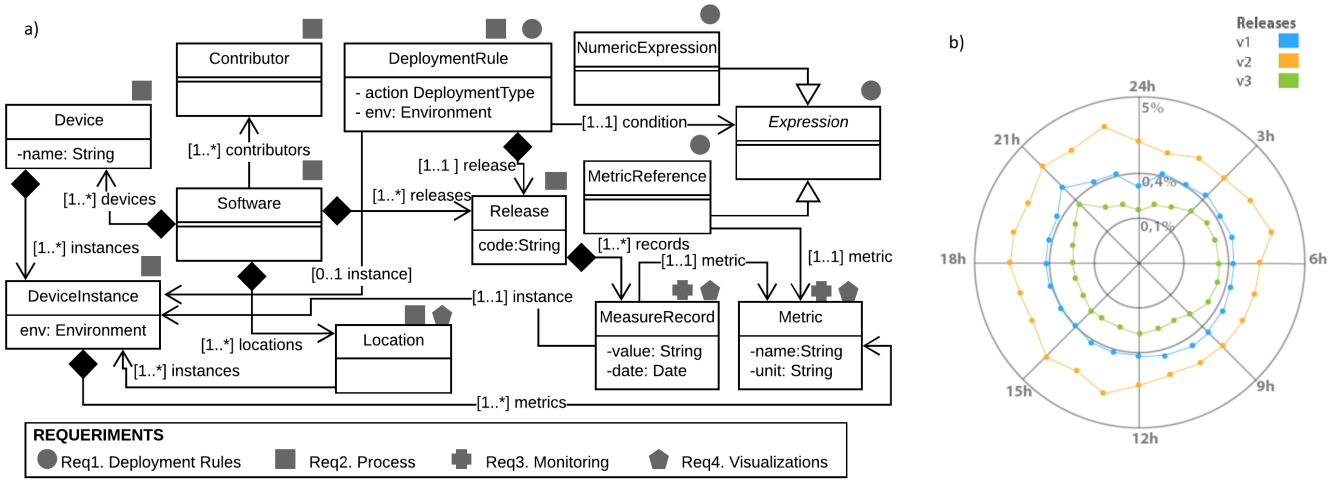 a)
Contributor
DeploymentRule
- action DeploymentType
- env: Environment
NumericExpression
Device
-name: String
[1..*] contributors
[1..1] condition
Expression
[1..1 ] release
MetricReference
[1..*] devices
Software
[1..*] releases
Release
code:String
[1..*] instances
[0..1 instance]
[1..*] records
[1..1] metric
[1..1] metric
DeviceInstance
env: Environment
[1..1] instance
[1..*] locations
Location
MeasureRecord
-value: String
-date: Date
Metric
-name:String
-unit: String
[1..*] instances
[1..*] metrics
REQUERIMENTS
Req1. Deployment Rules
Req2. Process
Req3. Monitoring
Req4. Visualizations
b)
Releases
v1
v2
v3
24h
5%
21h
3h
0,4%
0,1%
18h
6h
15h
9h
12h